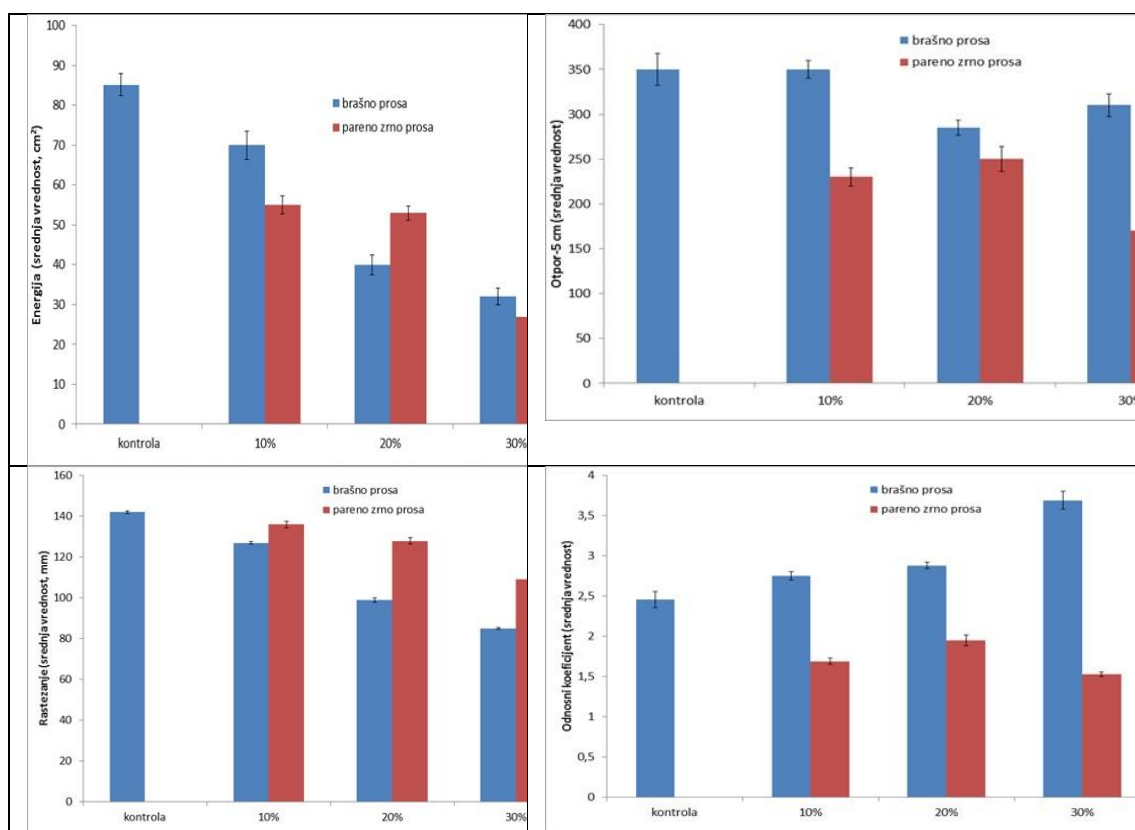 Energija (srednja vrednost, cm²)
100
90
80
70
60
50
40
30
20
10
0
brašno prosa
pareno zrno prosa
kontrola 10% 20% 30%
Otpor-5 cm (srednja vrednost)
400
350
300
250
200
150
100
50
0
brašno prosa
pareno zrno prosa
kontrola 10% 20% 30%
Rastezanje (srednja vrednost, mm)
160
140
120
100
80
60
40
20
0
brašno prosa
pareno zrno prosa
kontrola 10% 20% 30%
Odnosni koeficijent (srednja vrednost)
4
3,5
3
2,5
2
1,5
1
0,5
0
brašno prosa
pareno zrno prosa
kontrola 10% 20% 30%